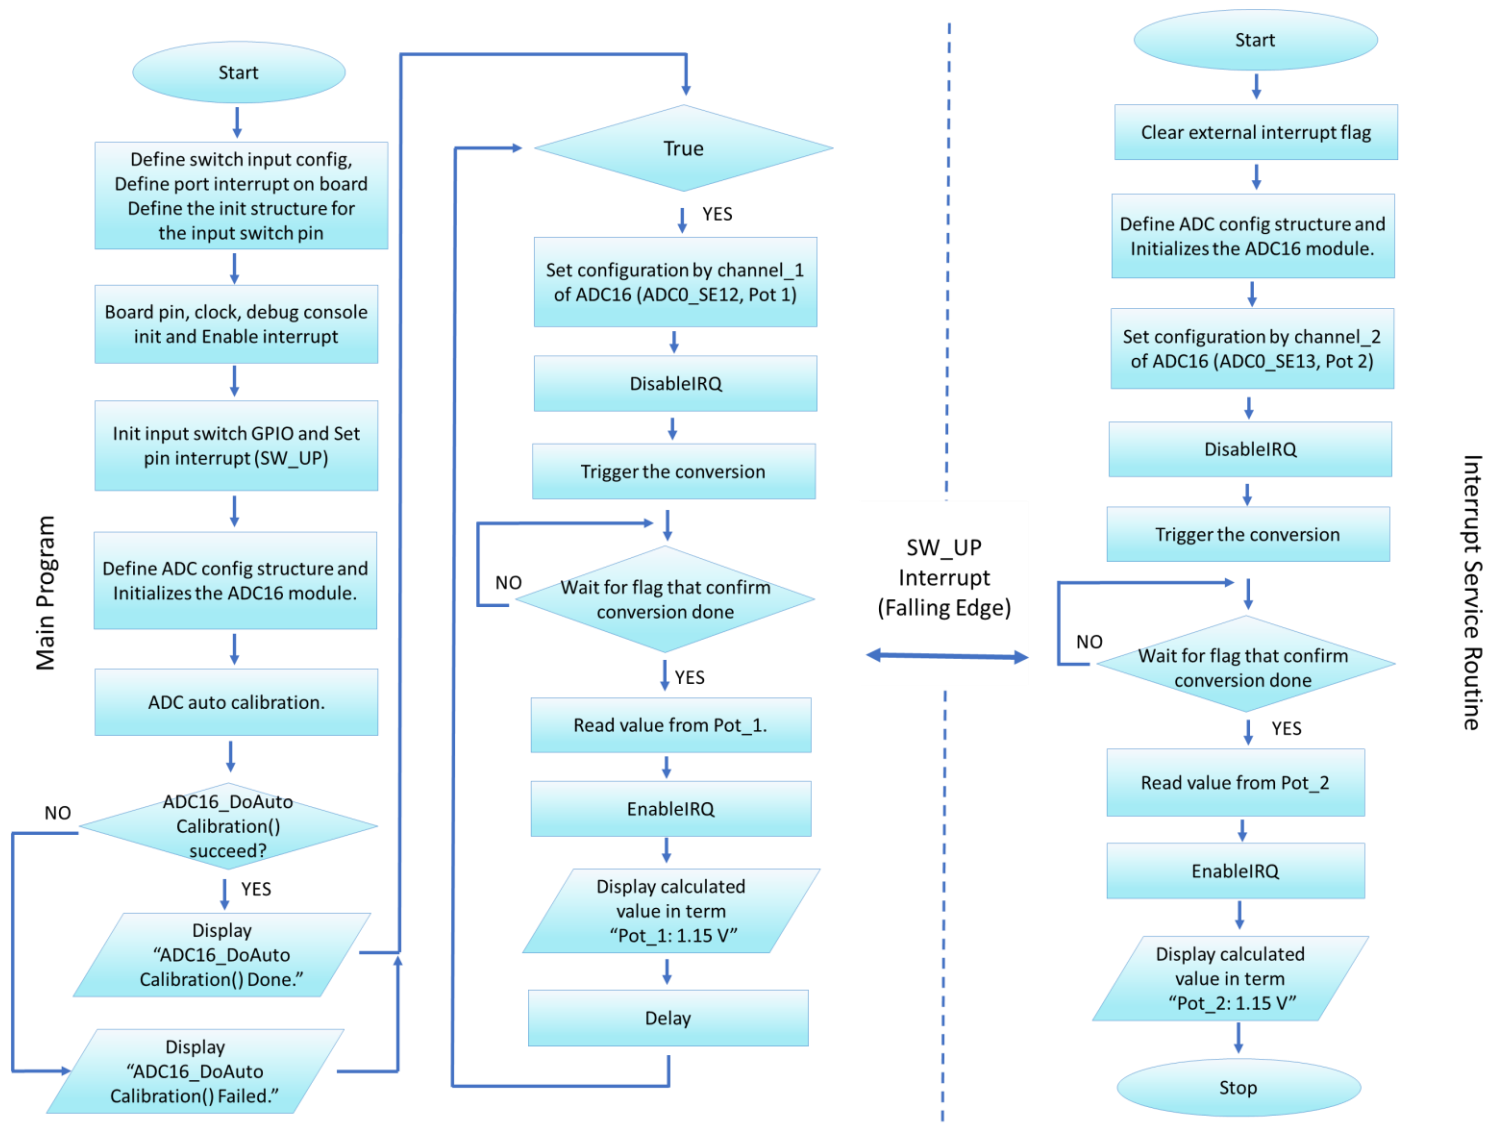 Main Program
Start
Define switch input config,
Define port interrupt on board
Define the init structure for
the input switch pin
Board pin, clock, debug console
init and Enable interrupt
Init input switch GPIO and Set
pin interrupt (SW_UP)
Define ADC config structure and
Initializes the ADC16 module.
ADC auto calibration.
ADC16_DoAuto
Calibration()
succeed?
NO
YES
Display
“ADC16_DoAuto
Calibration() Done.”
Display
“ADC16_DoAuto
Calibration() Failed.”
True
YES
Set configuration by channel_1
of ADC16 (ADC0_SE12, Pot 1)
DisableIRQ
Trigger the conversion
NO
Wait for flag that confirm
conversion done
YES
Read value from Pot_1.
EnableIRQ
Display calculated
value in term
“Pot_1: 1.15 V”
Delay
SW_UP
Interrupt
(Falling Edge)
Start
Clear external interrupt flag
Define ADC config structure and
Initializes the ADC16 module.
Set configuration by channel_2
of ADC16 (ADC0_SE13, Pot 2)
DisableIRQ
Trigger the conversion
NO
Wait for flag that confirm
conversion done
YES
Read value from Pot_2
EnableIRQ
Display calculated
value in term
“Pot_2: 1.15 V”
Stop
Interrupt Service Routine